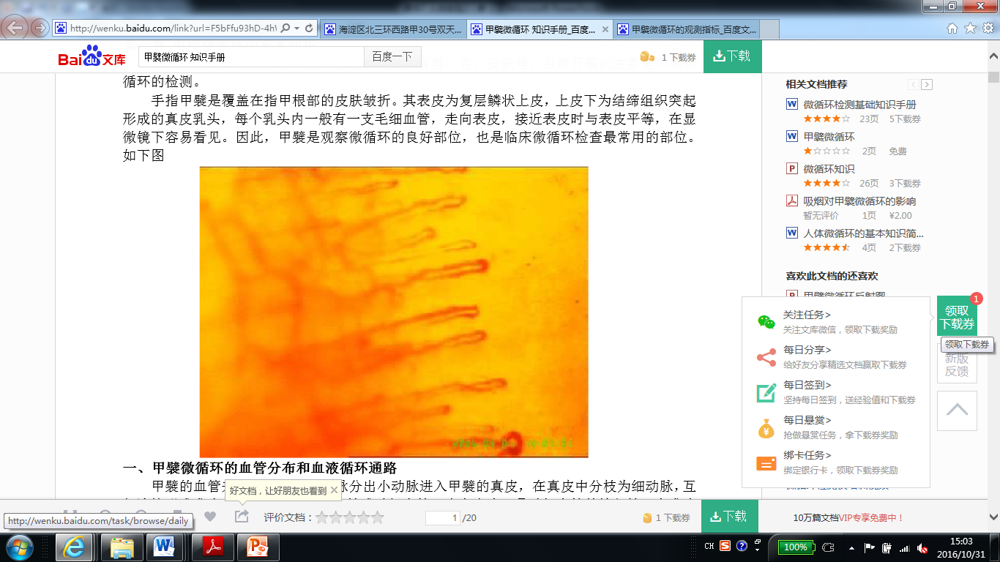 http://wenku.baidu.com/link?url=F5bFfu93hD-4hV
海淀区北三环西路甲30号双天...
甲襞微循环 知识手册_百度...
甲襞微循环的观测指标_百度文...
Bai du 文库
甲襞微循环 知识手册
百度一下
1 下载券
下载
循环的检测。
手指甲襞是覆盖在指甲根部的皮肤皱折。其表皮为复层鳞状上皮，上皮下为结缔组织突起
形成的真皮乳头，每个乳头内一般有一支毛细血管，走向表皮，接近表皮时与表皮平等，在显
微镜下容易看见。因此，甲襞是观察微循环的良好部位，也是临床微循环检查最常用的部位。
如下图
一、甲襞微循环的血管分布和血液循环通路
甲襞的血管
脉分出小动脉进入甲襞的真皮，在真皮中分枝为细动脉，互
好文档，让好朋友也看到
相关文档推荐
微循环检测基础知识手册
23页 5下载券
甲襞微循环
2页 免费
微循环知识
26页 3下载券
吸烟对甲襞微循环的影响
暂无评价 1页 ¥2.00
人体微循环的基本知识简...
4页 2下载券
喜欢此文档的还喜欢
关注任务>
关注文库微信，领取下载奖励
每日分享>
给好友分享精选文档赢取下载券
每日签到>
坚持每日签到，送经验值和下载券
每日悬赏>
抢做悬赏任务，拿下载券奖励
绑卡任务>
绑定银行卡，领取下载券奖励
1
领取
下载券
领取下载券
新版
反馈
http://wenku.baidu.com/task/browse/daily
评价文档：
1 /20
1 下载券
下载
10万篇文档VIP专享免费中！
CH
100%
15:03
2016/10/31